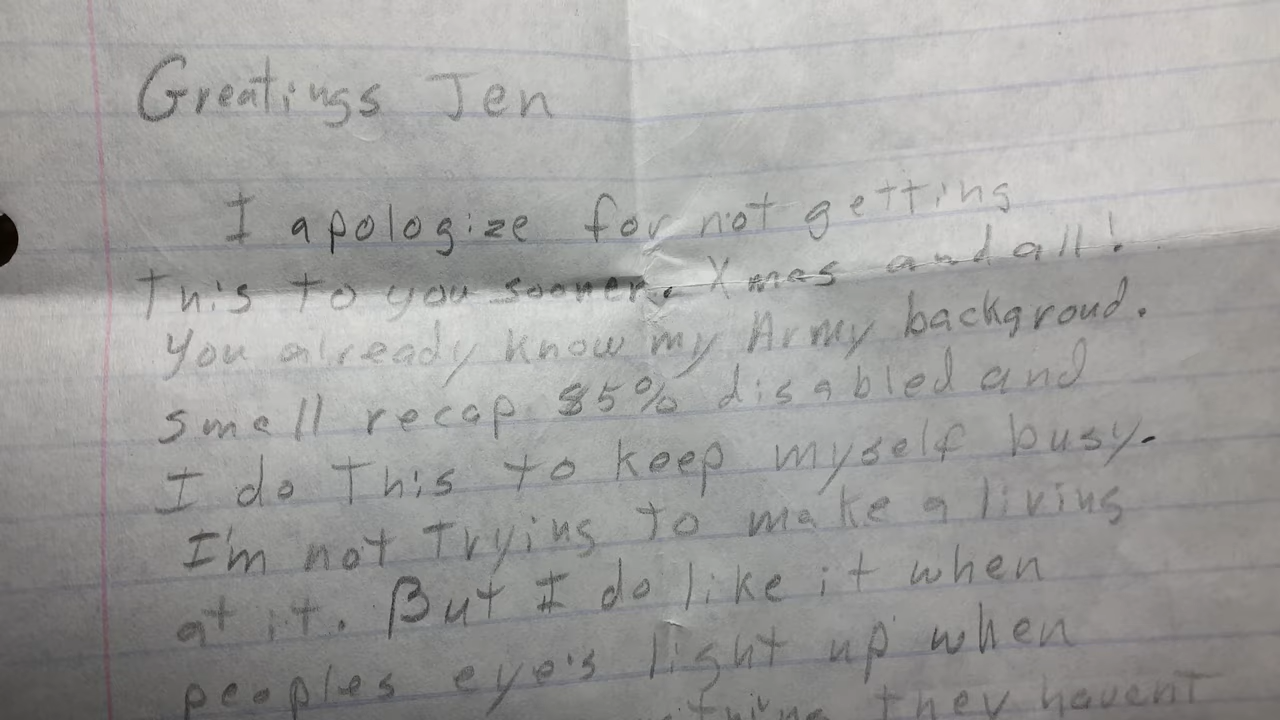 Greatings Jen
I apologize for not getting
This to you sooner. Xmas and all!
You already know my Army backgroud.
small recap 85% disabled and
I do This to keep myself busy.
I'm not Trying to make a living
at it. But I do like it when
peoples eye's light up when
they havent